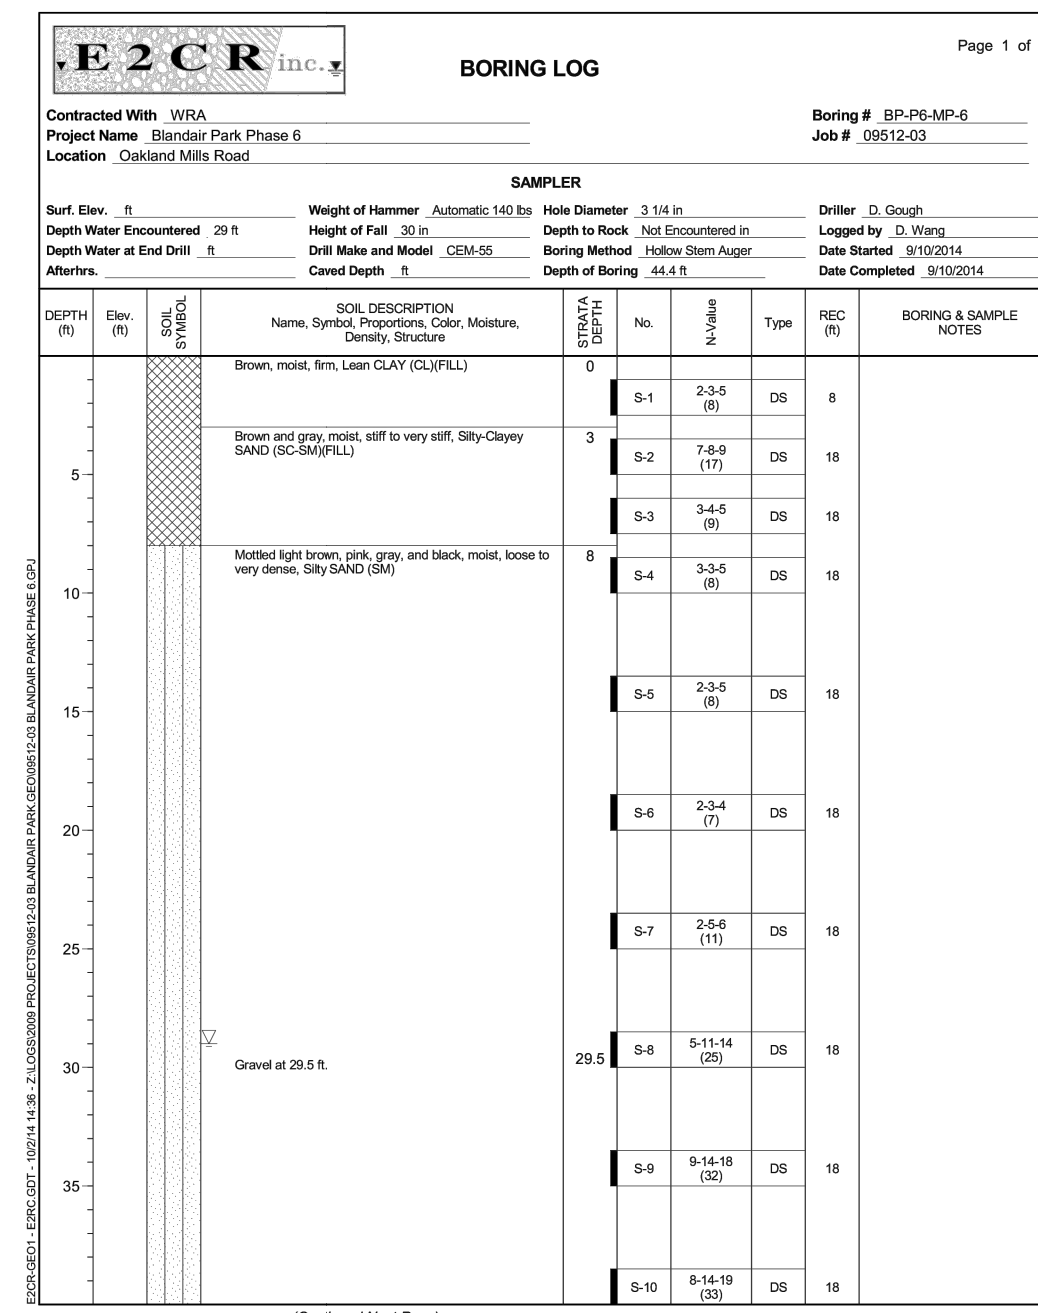 E2CR inc.
Page 1 of
BORING LOG
Contracted With WRA
Boring # BP-P6-MP-6
Project Name Blandair Park Phase 6
Job # 09512-03
Location Oakland Mills Road
SAMPLER
Surf. Elev. ft Weight of Hammer Automatic 140 lbs Hole Diameter 3 1/4 in Driller D. Gough
Depth Water Encountered 29 ft Height of Fall 30 in Depth to Rock Not Encountered in Logged by D. Wang
Depth Water at End Drill ft Drill Make and Model CEM-55 Boring Method Hollow Stem Auger Date Started 9/10/2014
Afterhrs. Caved Depth ft Depth of Boring 44.4 ft Date Completed 9/10/2014
DEPTH (ft)
Elev. (ft)
SOIL SYMBOL
SOIL DESCRIPTION
Name, Symbol, Proportions, Color, Moisture,
Density, Structure
STRATA DEPTH
No.
N-Value
Type
REC (ft)
BORING & SAMPLE NOTES
Brown, moist, firm, Lean CLAY (CL)(FILL) 0
S-1 2-3-5 (8) DS 8
Brown and gray, moist, stiff to very stiff, Silty-Clayey 3
SAND (SC-SM)(FILL)
S-2 7-8-9 (17) DS 18
5
S-3 3-4-5 (9) DS 18
Mottled light brown, pink, gray, and black, moist, loose to 8
very dense, Silty SAND (SM)
S-4 3-3-5 (8) DS 18
10
S-5 2-3-5 (8) DS 18
15
S-6 2-3-4 (7) DS 18
20
S-7 2-5-6 (11) DS 18
25
S-8 5-11-14 (25) DS 18
29.5
30 Gravel at 29.5 ft.
S-9 9-14-18 (32) DS 18
35
S-10 8-14-19 (33) DS 18
E2CR-GEO1 - E2RC.GDT - 10/2/14 14:36 - Z:\LOGS\2009 PROJECTS\09512-03 BLANDAIR PARK.GEO\09512-03 BLANDAIR PARK PHASE 6.GPJ